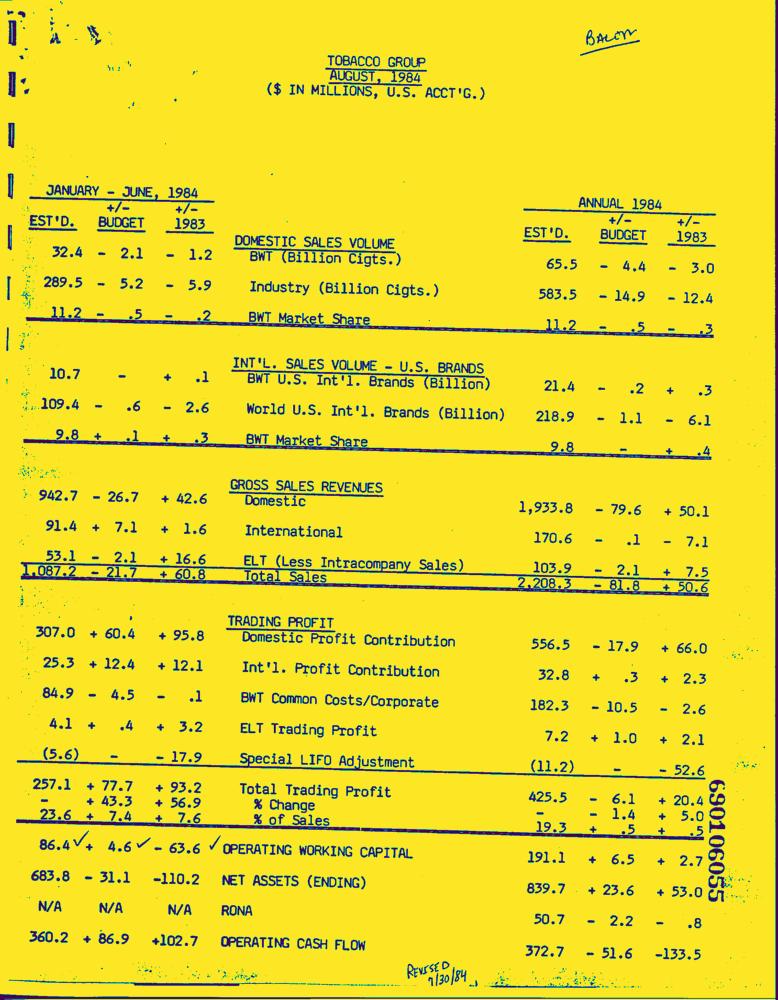 BALON
TOBACCO GROUP
AUGUST, 1984
($ IN MILLIONS, U.S. ACCT'G.)
JANUARY - JUNE, 1984 ANNUAL 1984
+/- +/- +/- +/-
EST'D. BUDGET 1983 EST'D. BUDGET 1983
DOMESTIC SALES VOLUME
32.4 - 2.1 - 1.2 BWT (Billion Cigts.) 65.5 - 4.4 - 3.0
289.5 - 5.2 - 5.9 Industry (Billion Cigts.) 583.5 - 14.9 - 12.4
11.2 - .5 - .2 BWT Market Share 11.2 - .5 - .3
INT'L. SALES VOLUME - U.S. BRANDS
10.7 - + .1 BWT U.S. Int'l. Brands (Billion) 21.4 - .2 + .3
109.4 - .6 - 2.6 World U.S. Int'l. Brands (Billion) 218.9 - 1.1 - 6.1
9.8 + .1 + .3 BWT Market Share 9.8 - + .4
GROSS SALES REVENUES
942.7 - 26.7 + 42.6 Domestic 1,933.8 - 79.6 + 50.1
91.4 + 7.1 + 1.6 International 170.6 - .1 - 7.1
53.1 - 2.1 + 16.6 ELT (Less Intracompany Sales) 103.9 - 2.1 + 7.5
1,087.2 - 21.7 + 60.8 Total Sales 2,208.3 - 81.8 + 50.6
TRADING PROFIT
307.0 + 60.4 + 95.8 Domestic Profit Contribution 556.5 - 17.9 + 66.0
25.3 + 12.4 + 12.1 Int'l. Profit Contribution 32.8 + .3 + 2.3
84.9 - 4.5 - .1 BWT Common Costs/Corporate 182.3 - 10.5 - 2.6
4.1 + .4 + 3.2 ELT Trading Profit 7.2 + 1.0 + 2.1
(5.6) - - 17.9 Special LIFO Adjustment (11.2) - - 52.6
257.1 + 77.7 + 93.2 Total Trading Profit 425.5 - 6.1 + 20.4
- + 43.3 + 56.9 % Change - - 1.4 + 5.0
23.6 + 7.4 + 7.6 % of Sales 19.3 + .5 + .5
86.4 ✓ + 4.6 ✓ - 63.6 ✓ OPERATING WORKING CAPITAL 191.1 + 6.5 + 2.7
683.8 - 31.1 -110.2 NET ASSETS (ENDING) 839.7 + 23.6 + 53.0
N/A N/A N/A RONA 50.7 - 2.2 - .8
360.2 + 86.9 +102.7 OPERATING CASH FLOW 372.7 - 51.6 -133.5
REVISED
7/30/84
690106055